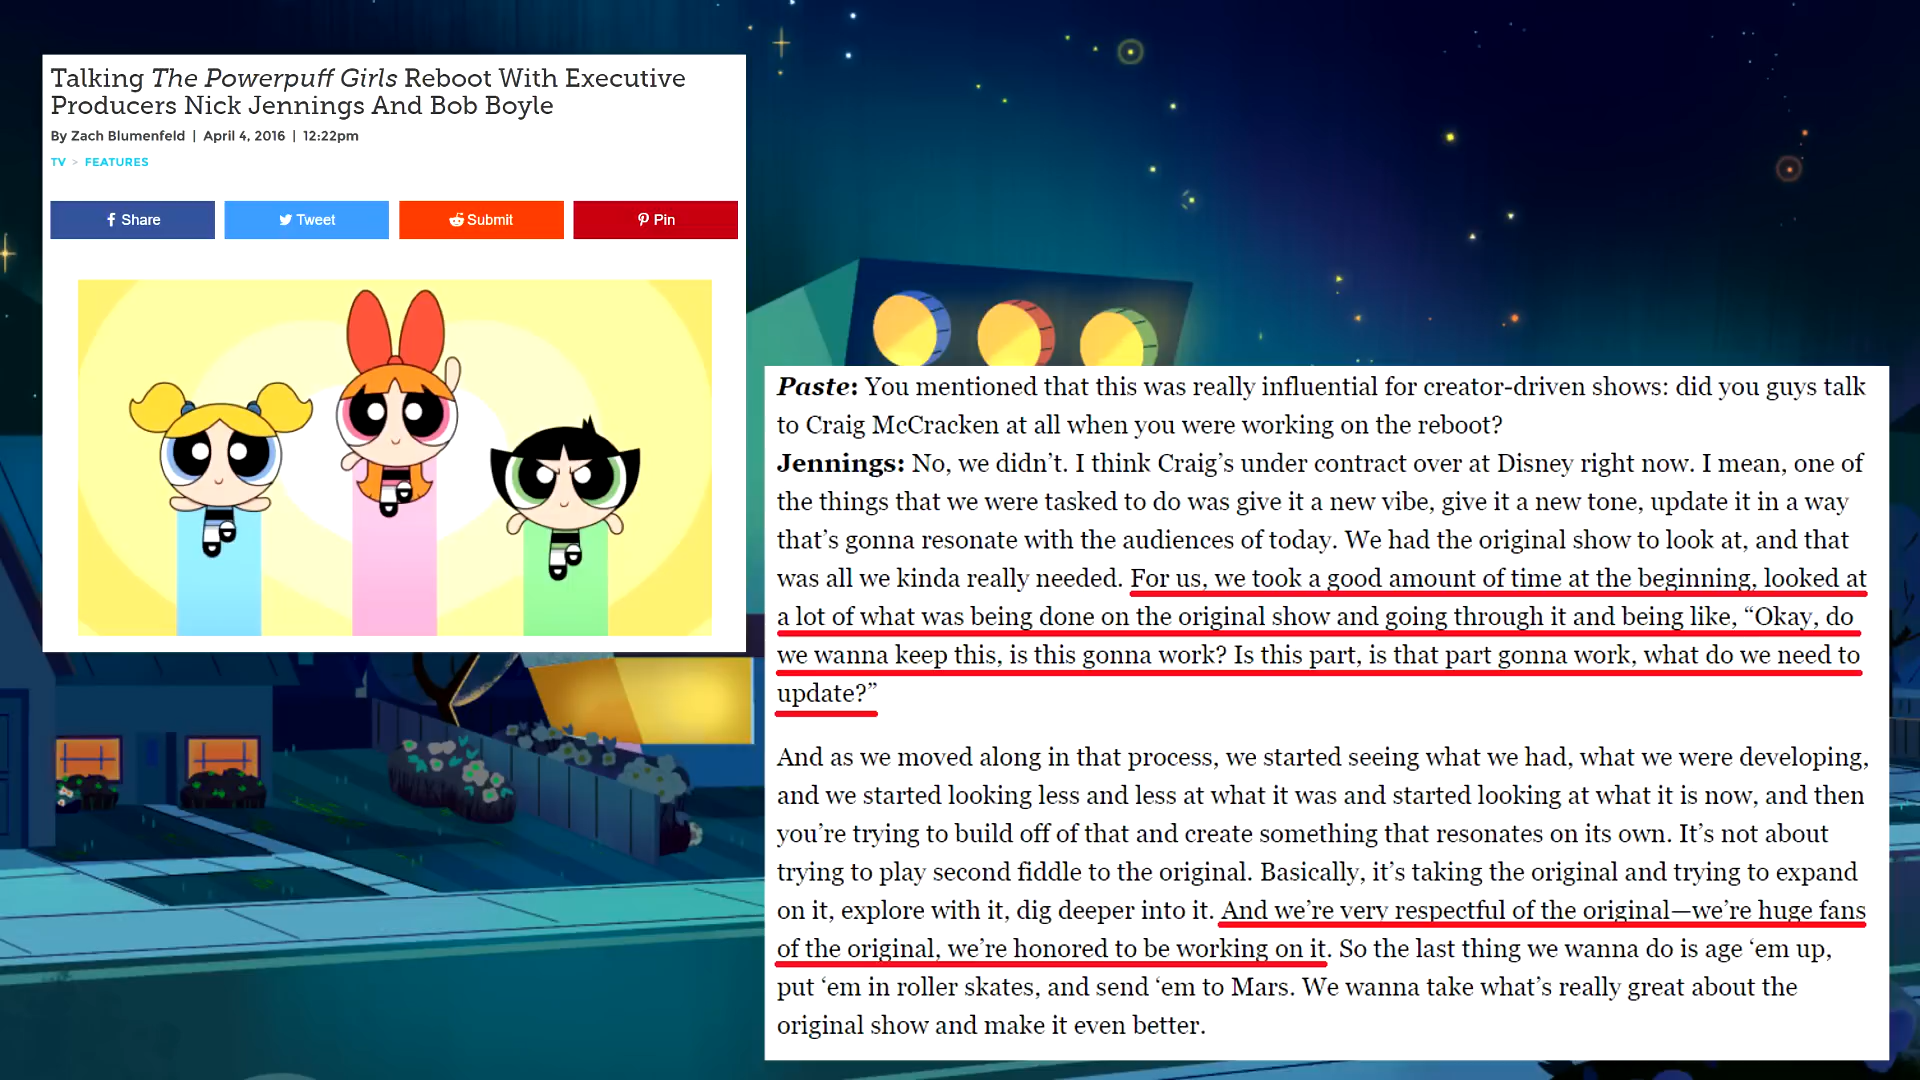 Talking The Powerpuff Girls Reboot With Executive
Producers Nick Jennings And Bob Boyle
By Zach Blumenfeld | April 4, 2016 | 12:22pm
TV > FEATURES
Share
Tweet
Submit
Pin
Paste: You mentioned that this was really influential for creator-driven shows: did you guys talk
to Craig McCracken at all when you were working on the reboot?
Jennings: No, we didn’t. I think Craig’s under contract over at Disney right now. I mean, one of
the things that we were tasked to do was give it a new vibe, give it a new tone, update it in a way
that’s gonna resonate with the audiences of today. We had the original show to look at, and that
was all we kinda really needed. For us, we took a good amount of time at the beginning, looked at
a lot of what was being done on the original show and going through it and being like, “Okay, do
we wanna keep this, is this gonna work? Is this part, is that part gonna work, what do we need to
update?”
And as we moved along in that process, we started seeing what we had, what we were developing,
and we started looking less and less at what it was and started looking at what it is now, and then
you’re trying to build off of that and create something that resonates on its own. It’s not about
trying to play second fiddle to the original. Basically, it’s taking the original and trying to expand
on it, explore with it, dig deeper into it. And we’re very respectful of the original—we’re huge fans
of the original, we’re honored to be working on it. So the last thing we wanna do is age ‘em up,
put ‘em in roller skates, and send ‘em to Mars. We wanna take what’s really great about the
original show and make it even better.